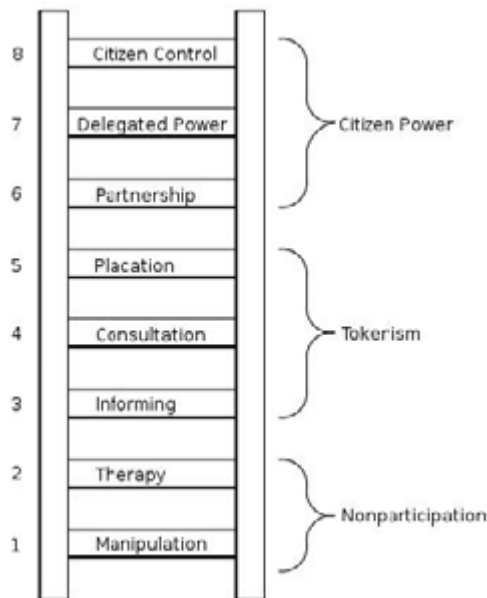 8 Citizen Control
7 Delegated Power
Citizen Power
6 Partnership
5 Placation
4 Consultation
Tokerism
3 Informing
2 Therapy
Nonparticipation
1 Manipulation